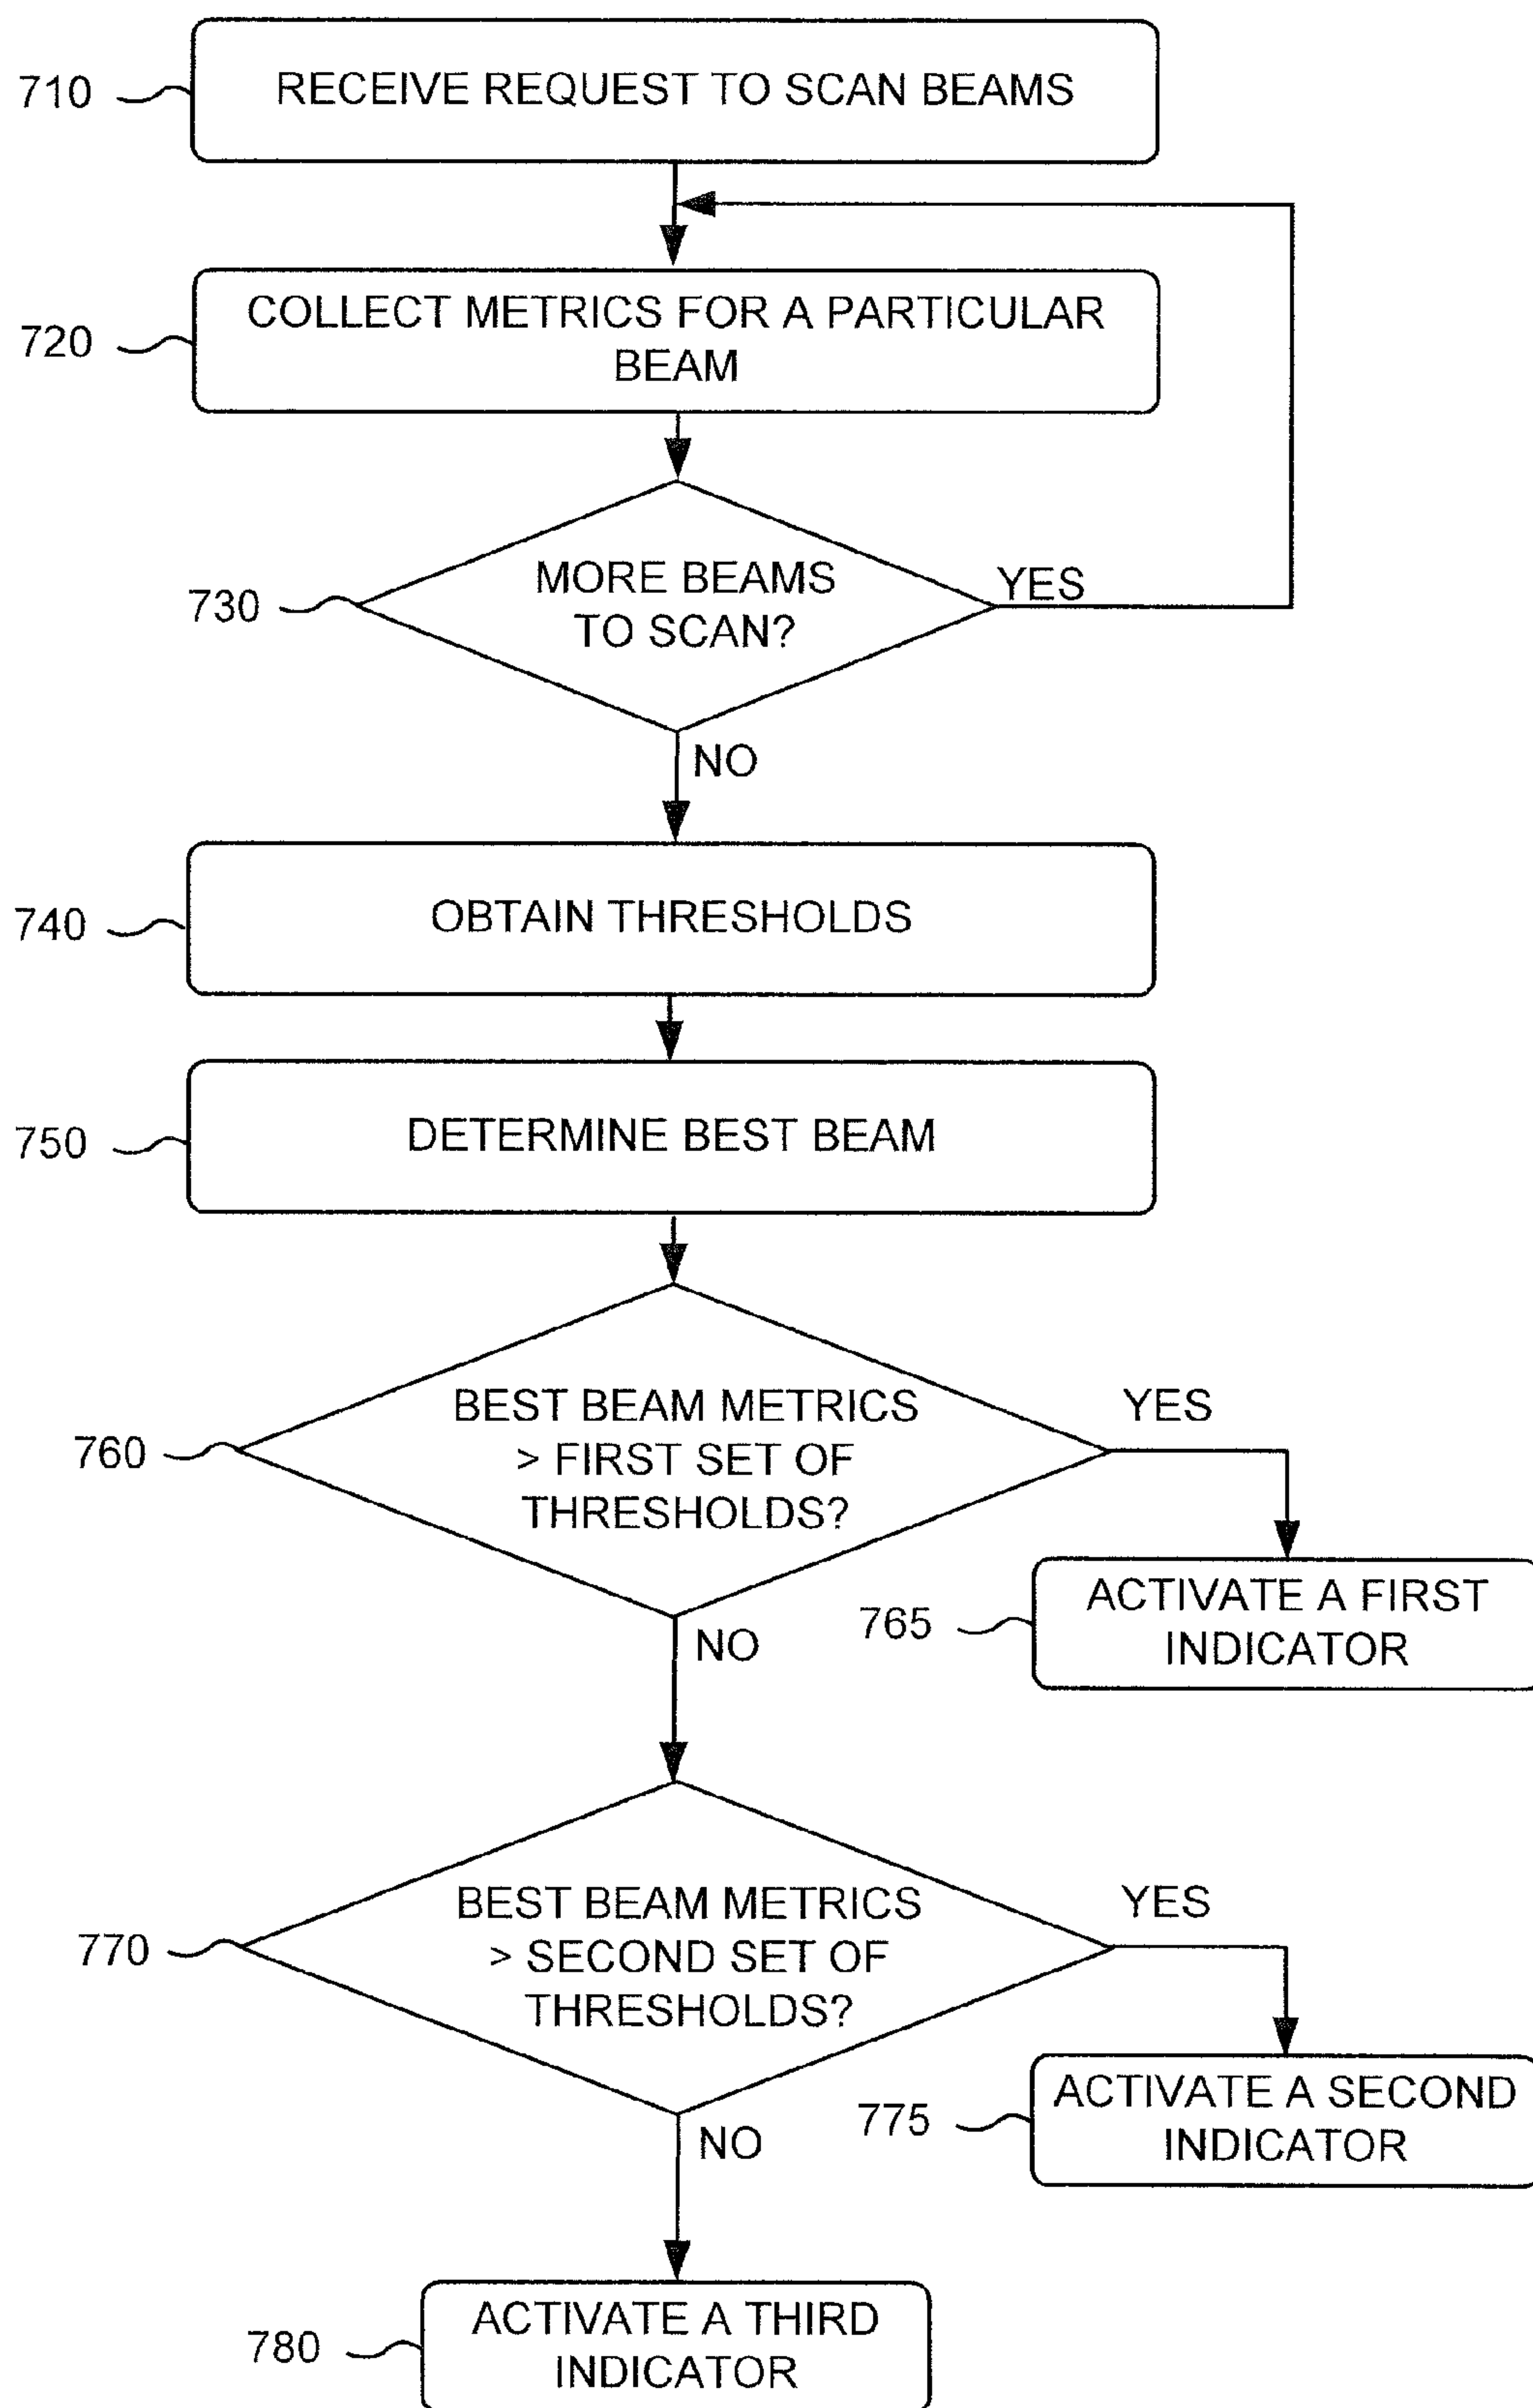 710
RECEIVE REQUEST TO SCAN BEAMS
720
COLLECT METRICS FOR A PARTICULAR
BEAM
730
MORE BEAMS
TO SCAN?
YES
NO
740
OBTAIN THRESHOLDS
750
DETERMINE BEST BEAM
760
BEST BEAM METRICS
> FIRST SET OF
THRESHOLDS?
YES
765
ACTIVATE A FIRST
INDICATOR
NO
770
BEST BEAM METRICS
> SECOND SET OF
THRESHOLDS?
YES
775
ACTIVATE A SECOND
INDICATOR
NO
780
ACTIVATE A THIRD
INDICATOR